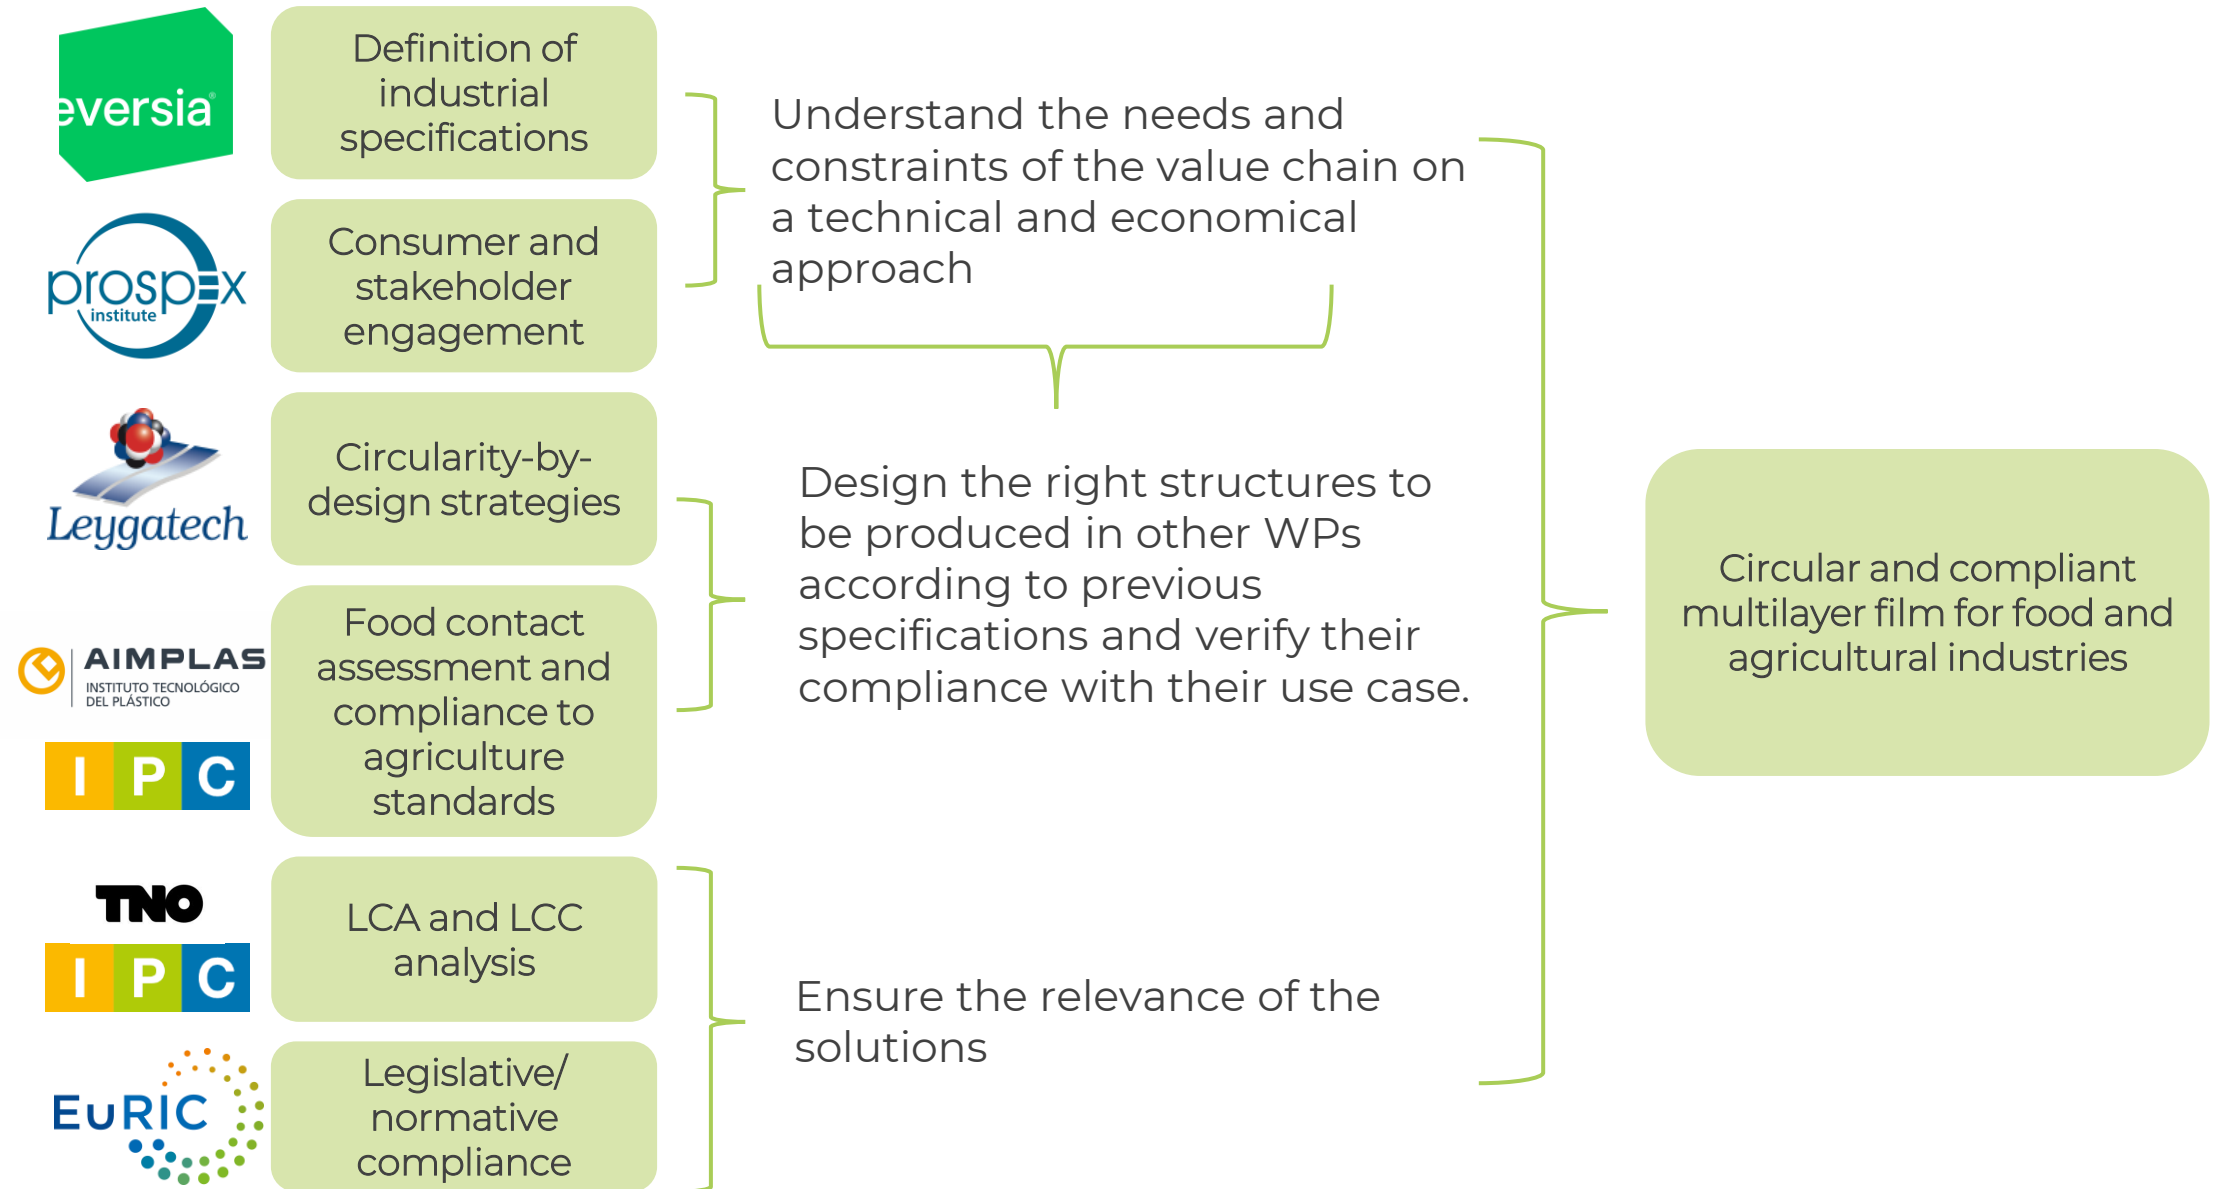 eversia®
Definition of
industrial
specifications
prospex
institute
Consumer and
stakeholder
engagement
Understand the needs and
constraints of the value chain on
a technical and economical
approach
Leygatech
Circularity-by-
design strategies
AIMPLAS
INSTITUTO TECNOLÓGICO
DEL PLÁSTICO
IPC
Food contact
assessment and
compliance to
agriculture
standards
Design the right structures to
be produced in other WPs
according to previous
specifications and verify their
compliance with their use case.
TNO
IPC
LCA and LCC
analysis
EuRIC
Legislative/
normative
compliance
Ensure the relevance of the
solutions
Circular and compliant
multilayer film for food and
agricultural industries